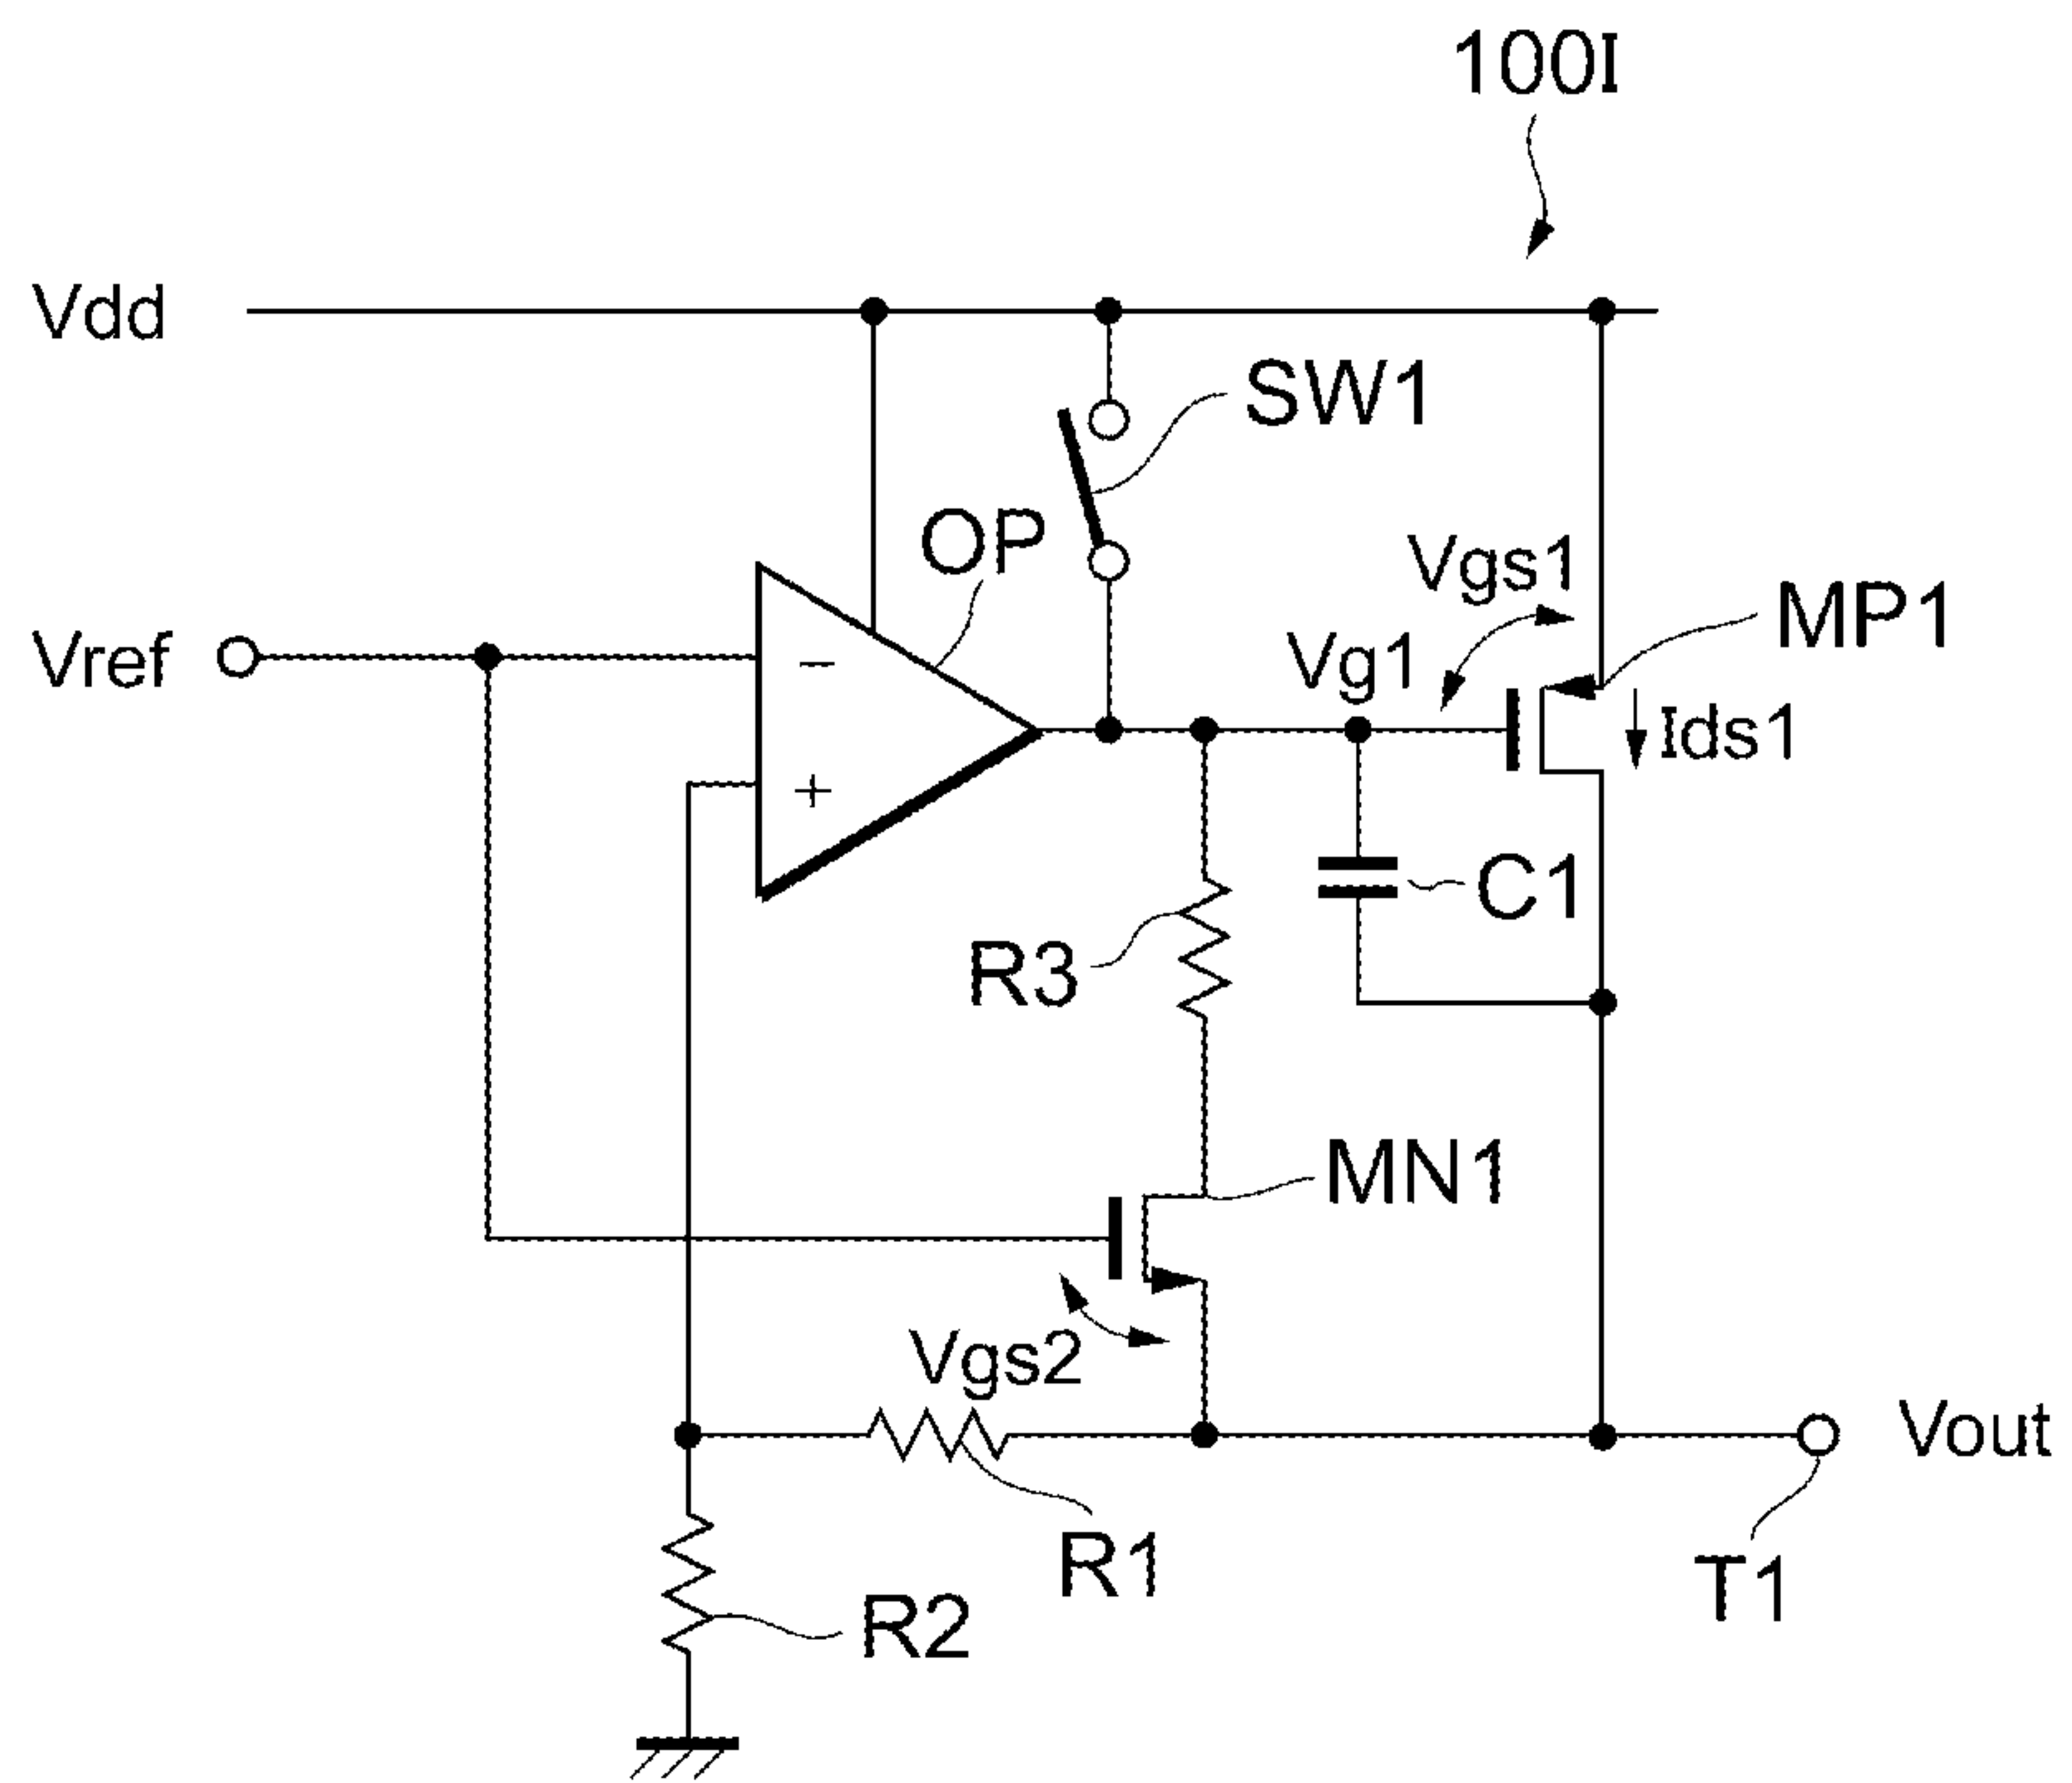 100I
Vdd
SW1
OP
Vgs1
MP1
Vref
Vg1
Ids1
−
+
C1
R3
MN1
Vgs2
Vout
R1
T1
R2